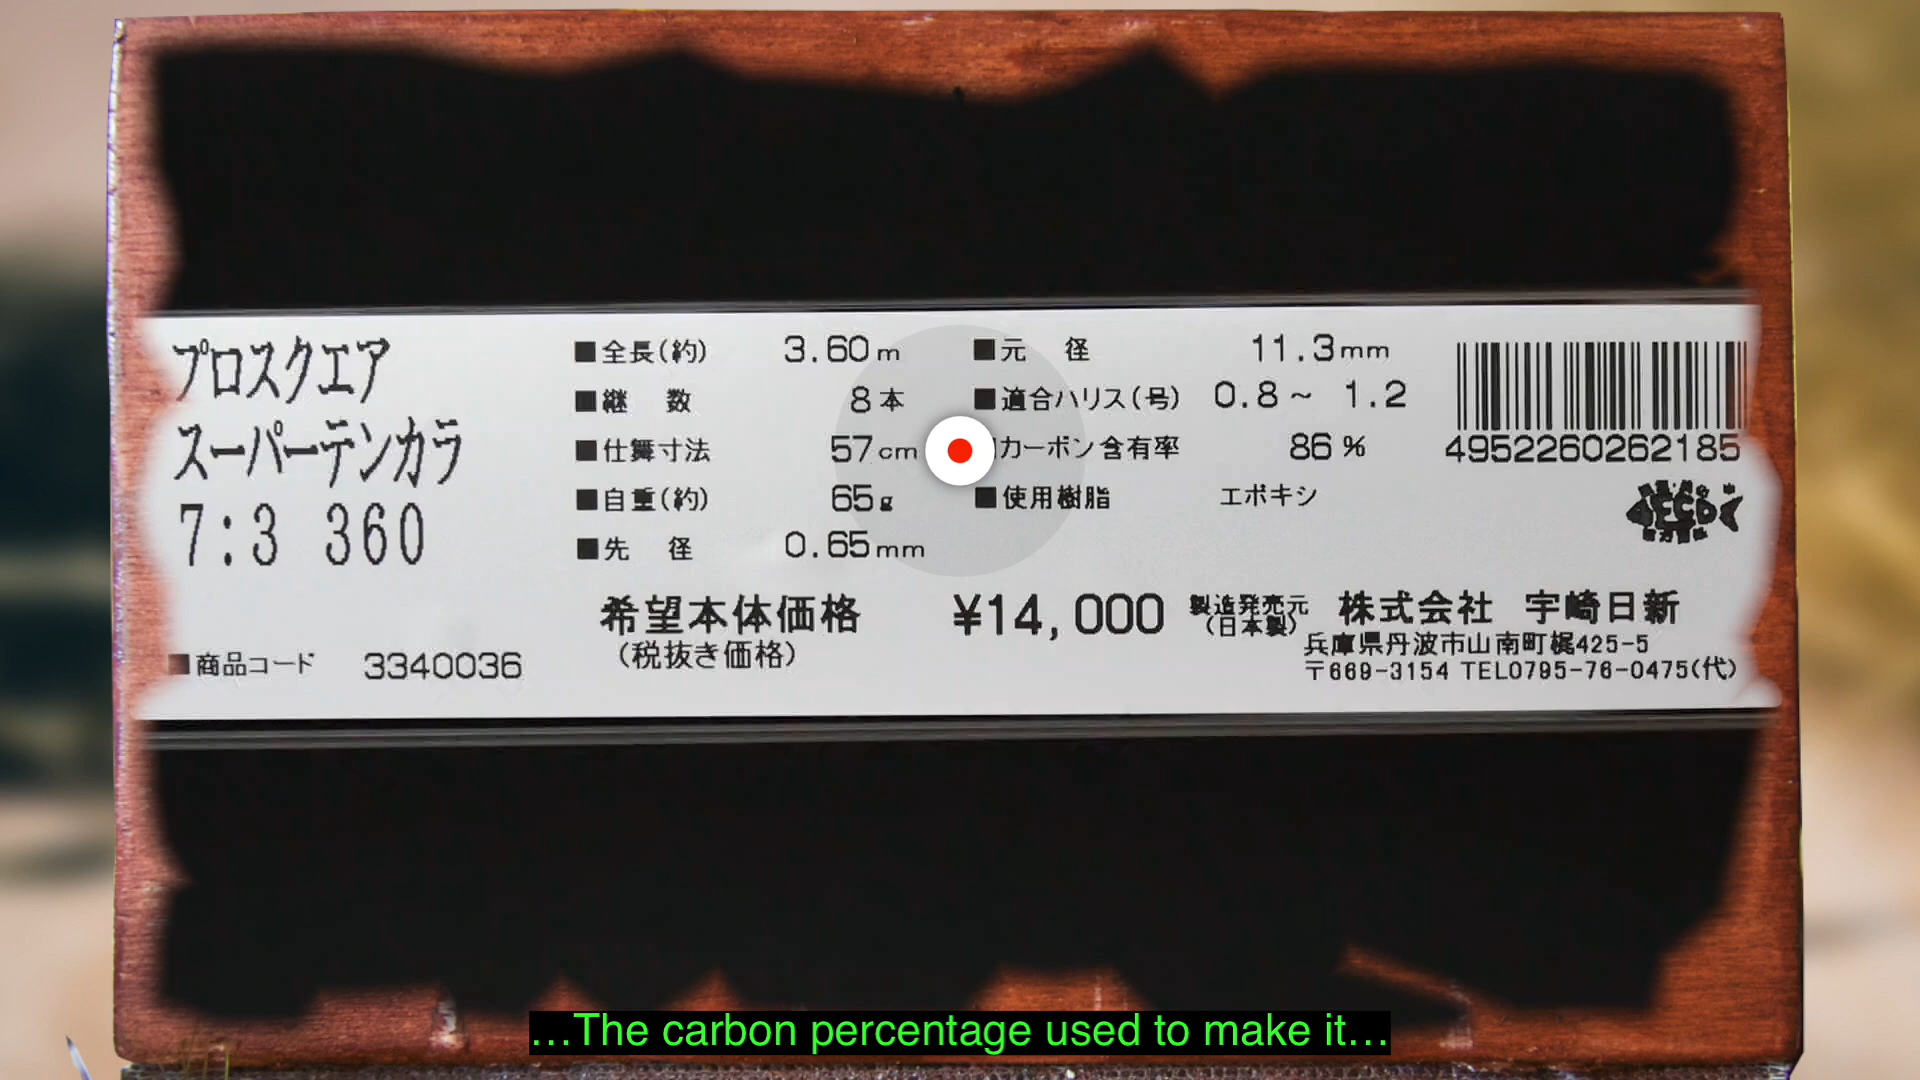 プロスクエア
スーパーテンカラ
7:3 360
■商品コード 3340036
■全長(約) 3.60m
■継 数 8本
■仕舞寸法 57cm
■自重(約) 65g
■先 径 0.65mm
■元 径 11.3mm
■適合ハリス(号) 0.8~ 1.2
カーボン含有率 86%
■使用樹脂 エポキシ
希望本体価格 ¥14,000
(税抜き価格)
4952260262185
製造発売元
(日本製)
株式会社 宇崎日新
兵庫県丹波市山南町梶425-5
〒669-3154 TEL0795-76-0475(代)
...The carbon percentage used to make it...